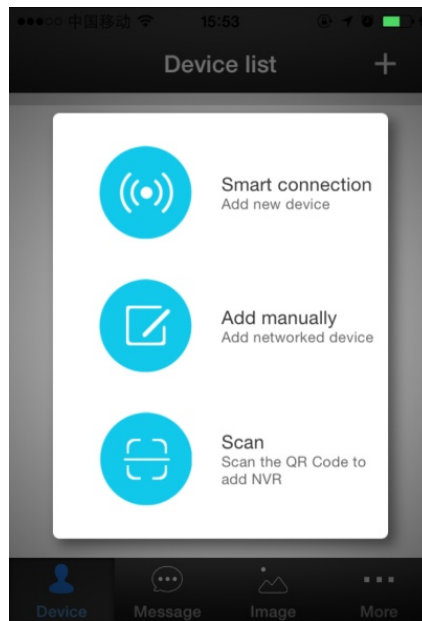 中国移动 15:53
Device list +
Smart connection
Add new device
Add manually
Add networked device
Scan
Scan the QR Code to
add NVR
Device Message Image More